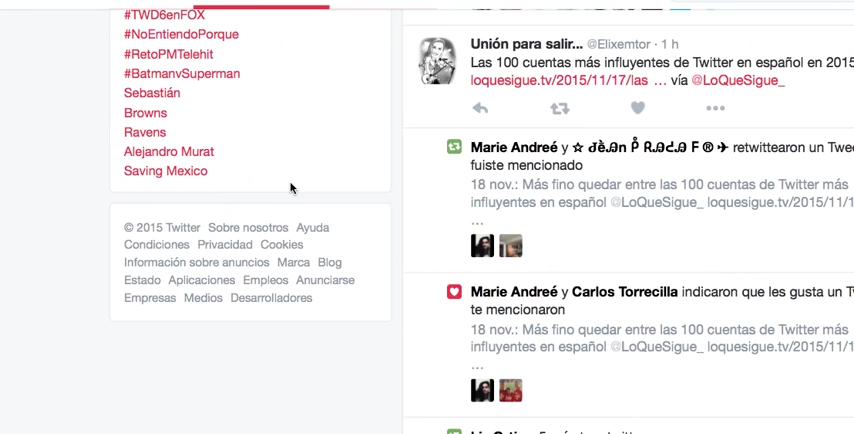 #TWD6enFOX
#NoEntiendoPorque
#RetoPMTelehit
#BatmanvSuperman
Sebastián
Browns
Ravens
Alejandro Murat
Saving Mexico
© 2015 Twitter Sobre nosotros Ayuda
Condiciones Privacidad Cookies
Información sobre anuncios Marca Blog
Estado Aplicaciones Empleos Anunciarse
Empresas Medios Desarrolladores
Unión para salir... @Elixemtor · 1 h
Las 100 cuentas más influyentes de Twitter en español en 2015
loquesigue.tv/2015/11/17/las … vía @LoQueSigue_
Marie Andreé y retwittearon un
fuiste mencionado
18 nov.: Más fino quedar entre las 100 cuentas de Twitter más
influyentes en español @LoQueSigue_ loquesigue.tv/2015/11/1
…
Marie Andreé y Carlos Torrecilla indicaron que les gusta un
te mencionaron
18 nov.: Más fino quedar entre las 100 cuentas de Twitter más
influyentes en español @LoQueSigue_ loquesigue.tv/2015/11/1
…